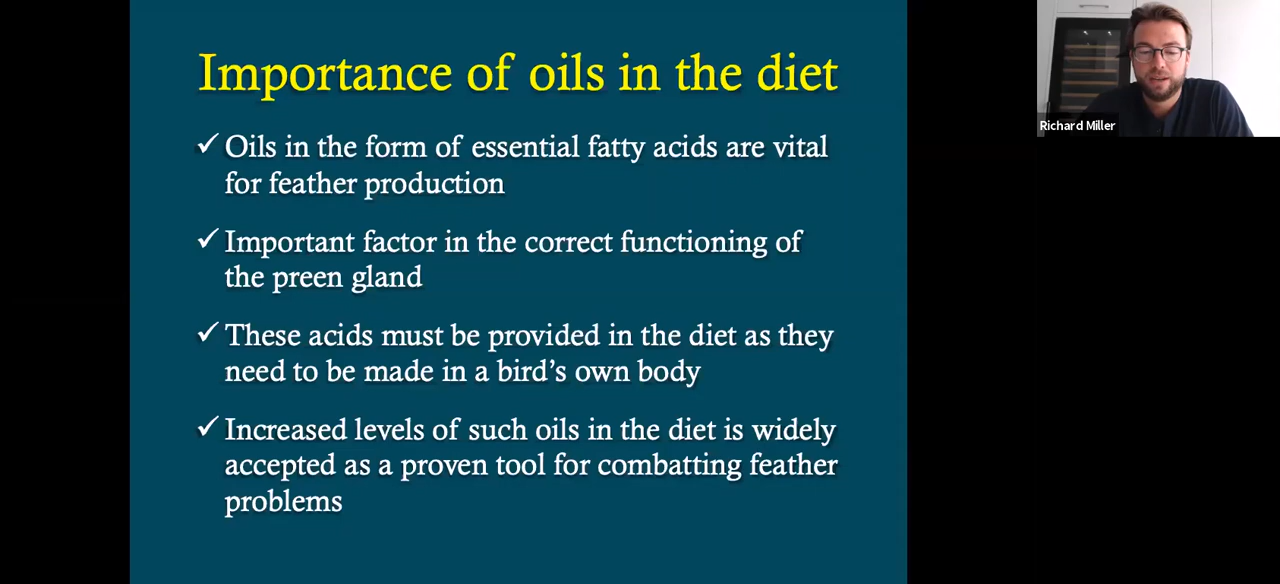 Importance of oils in the diet
✓ Oils in the form of essential fatty acids are vital
for feather production
✓ Important factor in the correct functioning of
the preen gland
✓ These acids must be provided in the diet as they
need to be made in a bird’s own body
✓ Increased levels of such oils in the diet is widely
accepted as a proven tool for combatting feather
problems
Richard Miller